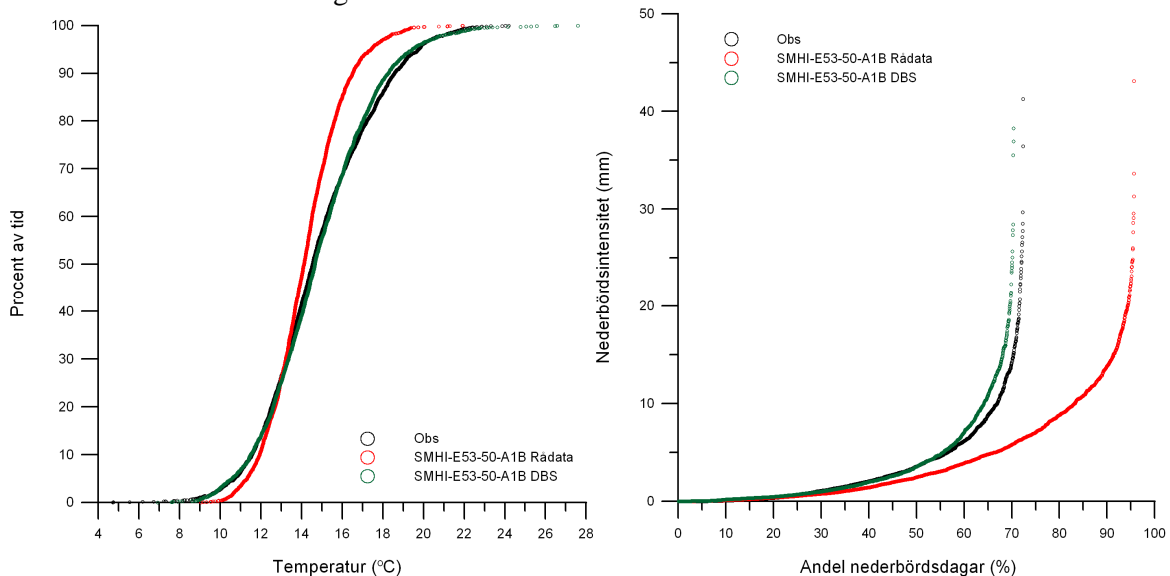 100
90
80
70
60
50
40
30
20
10
0
Procent av tid
4 6 8 10 12 14 16 18 20 22 24 26 28
Temperatur (°C)
Obs
SMHI-E53-50-A1B Rådata
SMHI-E53-50-A1B DBS
50
40
30
20
10
0
Nederbördsintensitet (mm)
0 10 20 30 40 50 60 70 80 90 100
Andel nederbördsdagar (%)
Obs
SMHI-E53-50-A1B Rådata
SMHI-E53-50-A1B DBS